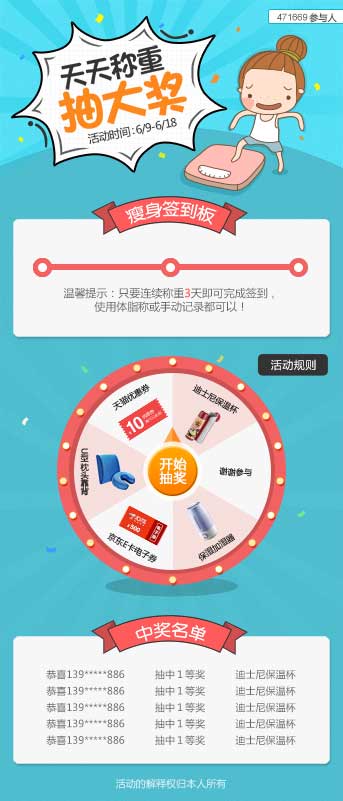 471669 参与人
天天称重
抽大奖
活动时间:6/9-6/18
瘦身签到板
温馨提示：只要连续称重3天即可完成签到，
使用体脂称或手动记录都可以！
活动规则
天猫优惠券
迪士尼保温杯
10
U型枕头靠背
开始
抽奖
谢谢参与
500
京东E卡电子券
保湿加湿器
中奖名单
恭喜139*****886 抽中1等奖 迪士尼保温杯
恭喜139*****886 抽中1等奖 迪士尼保温杯
恭喜139*****886 抽中1等奖 迪士尼保温杯
恭喜139*****886 抽中1等奖 迪士尼保温杯
恭喜139*****886 抽中1等奖 迪士尼保温杯
活动的解释权归本人所有